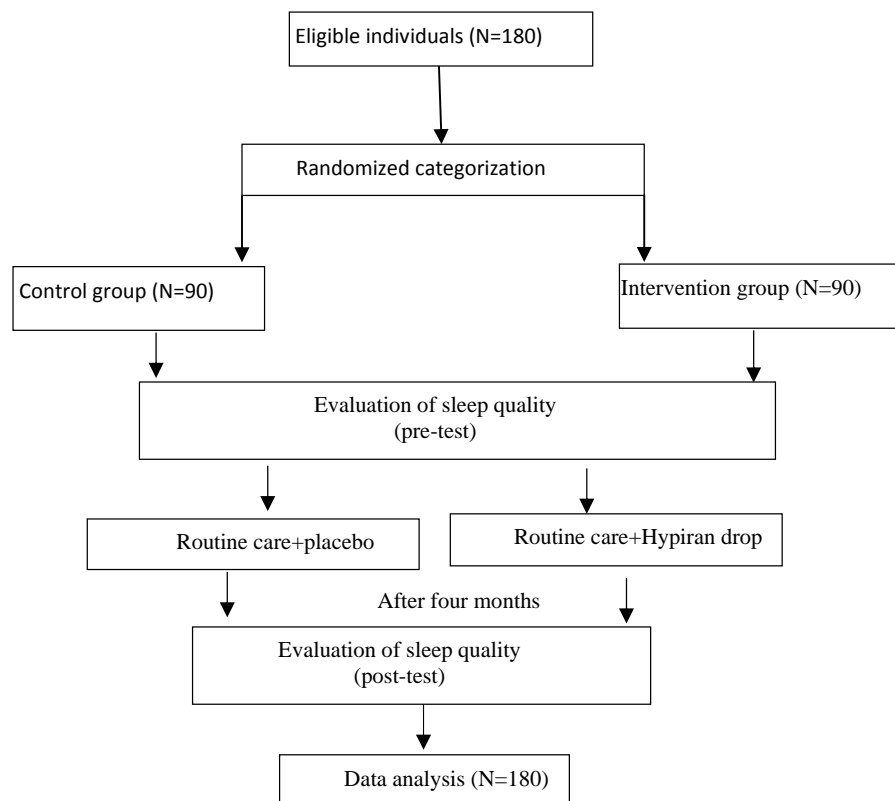 Eligible individuals (N=180)
Randomized categorization
Control group (N=90)
Intervention group (N=90)
Evaluation of sleep quality
(pre-test)
Routine care+placebo
Routine care+Hypiran drop
After four months
Evaluation of sleep quality
(post-test)
Data analysis (N=180)